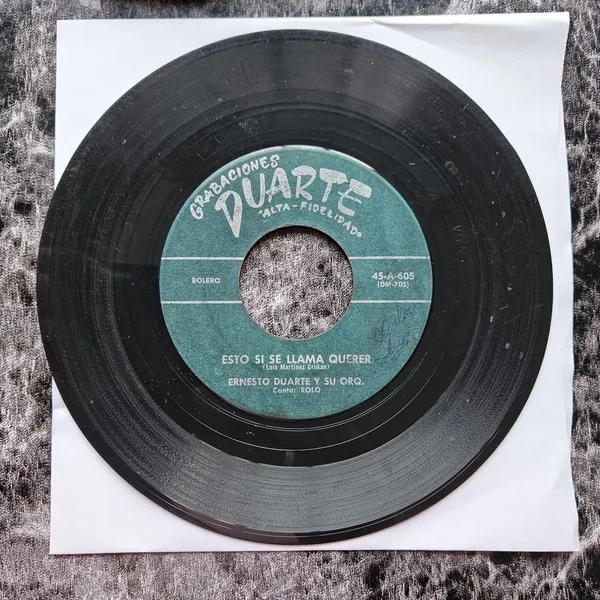 GRABACIONES
DUARTE
"ALTA-FIDELIDAD"
BOLERO
45-A-605
(DM-705)
ESTO SI SE LLAMA QUERER
(Luis Martinez Griñan)
ERNESTO DUARTE Y SU ORQ.
Canta: ROLO